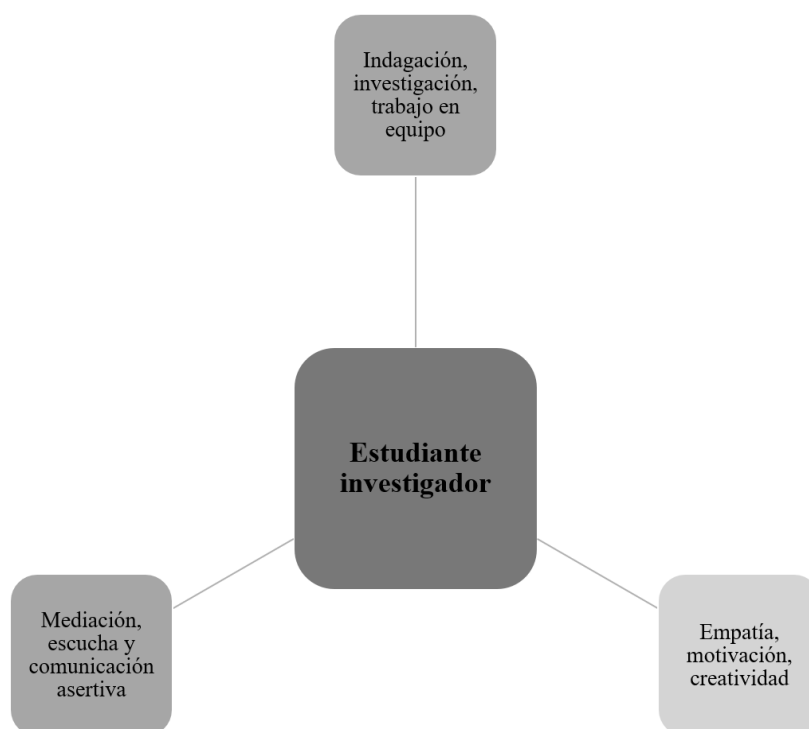 Indagación,
investigación,
trabajo en
equipo
Estudiante
investigador
Mediación,
escucha y
comunicación
asertiva
Empatía,
motivación,
creatividad